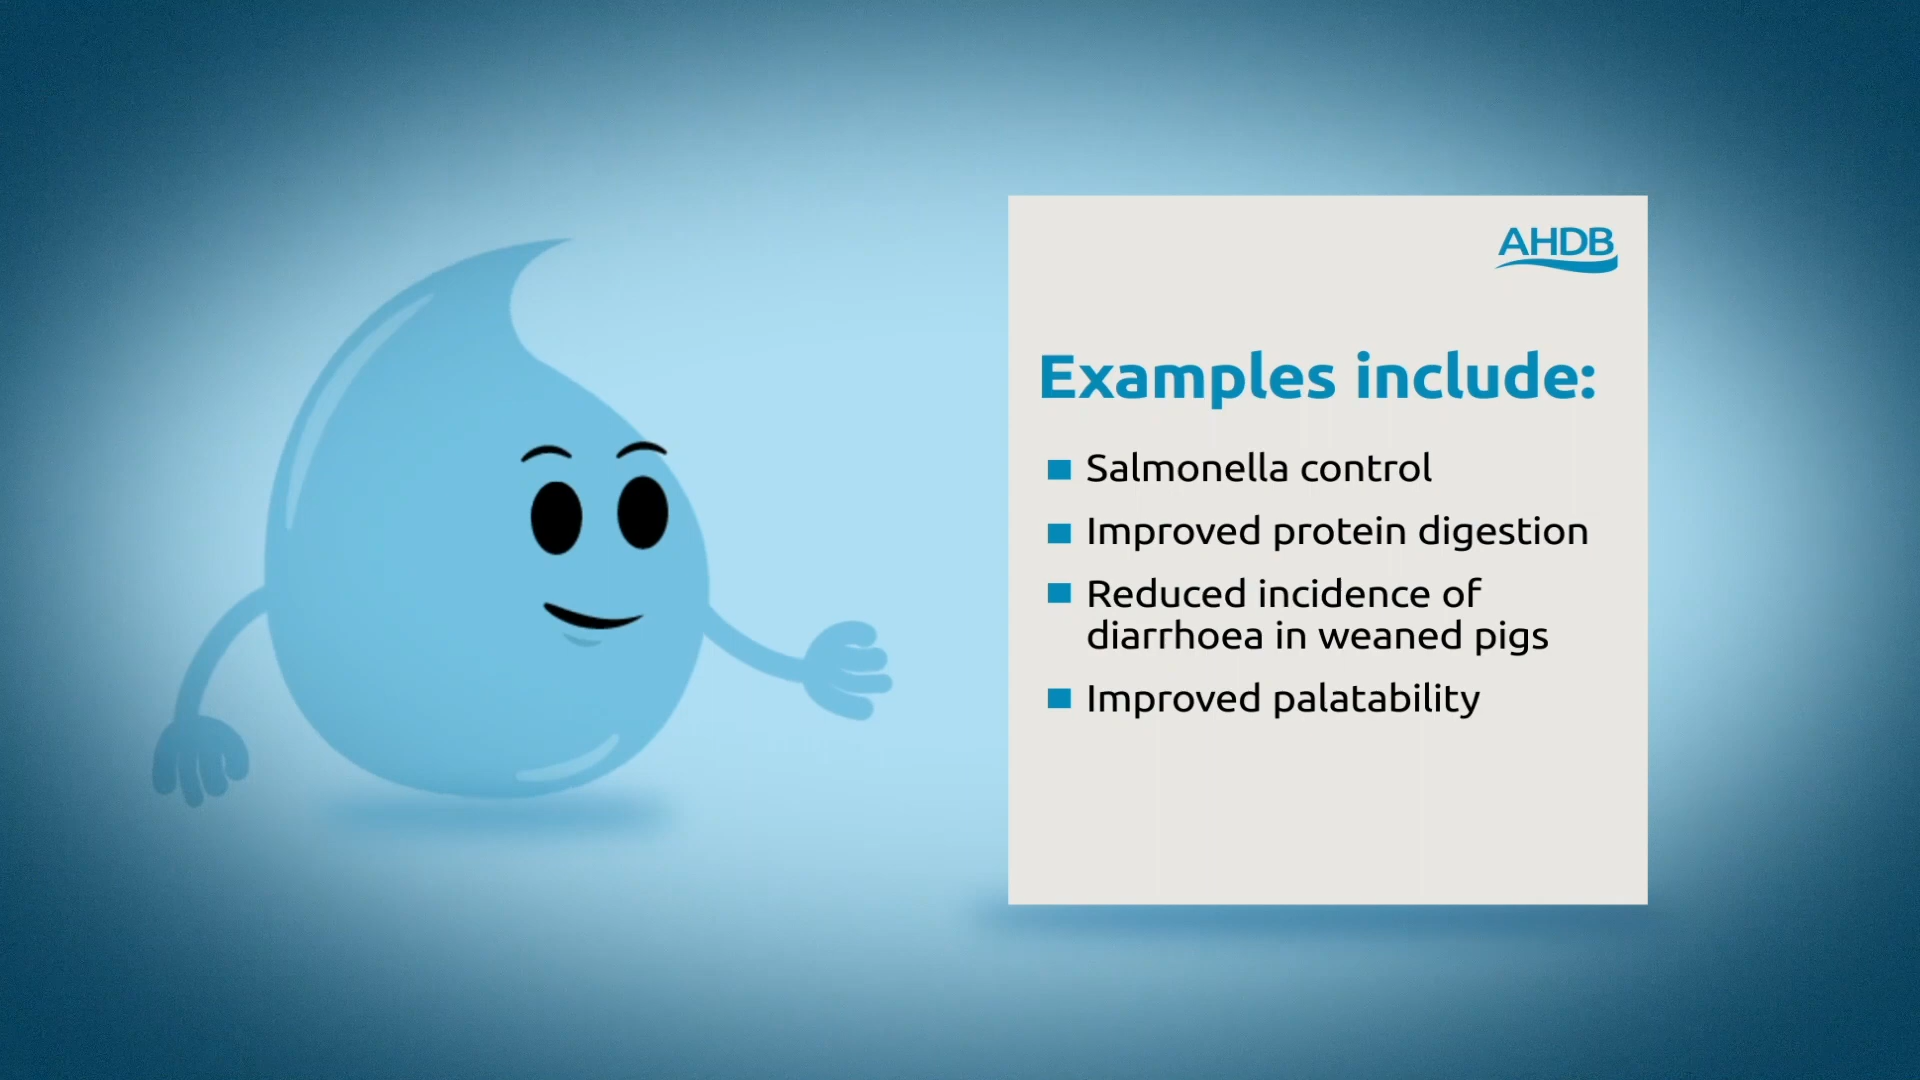 AHDB
Examples include:
Salmonella control
Improved protein digestion
Reduced incidence of
diarrhoea in weaned pigs
Improved palatability